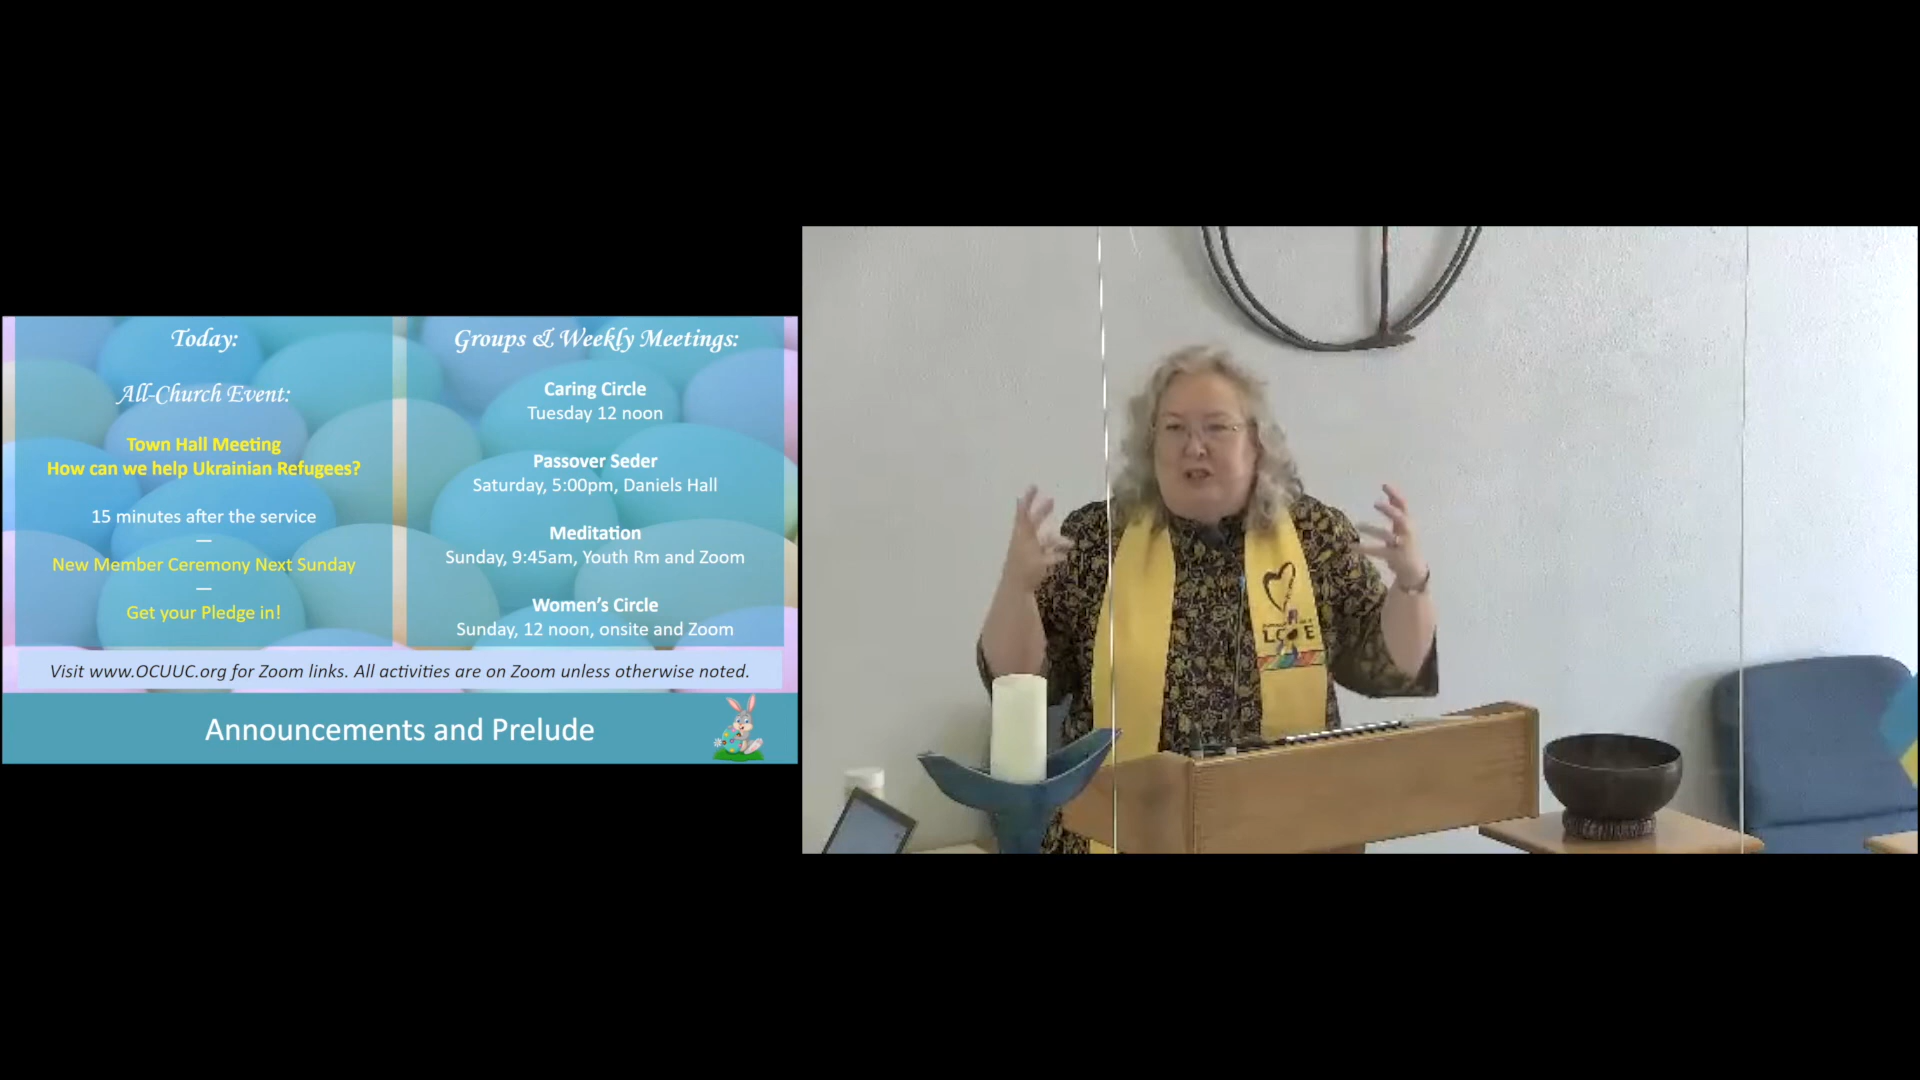 Today:
All-Church Event:
Town Hall Meeting
How can we help Ukrainian Refugees?
15 minutes after the service
—
New Member Ceremony Next Sunday
—
Get your Pledge in!
Groups & Weekly Meetings:
Caring Circle
Tuesday 12 noon
Passover Seder
Saturday, 5:00pm, Daniels Hall
Meditation
Sunday, 9:45am, Youth Rm and Zoom
Women's Circle
Sunday, 12 noon, onsite and Zoom
Visit www.OCUUC.org for Zoom links. All activities are on Zoom unless otherwise noted.
Announcements and Prelude